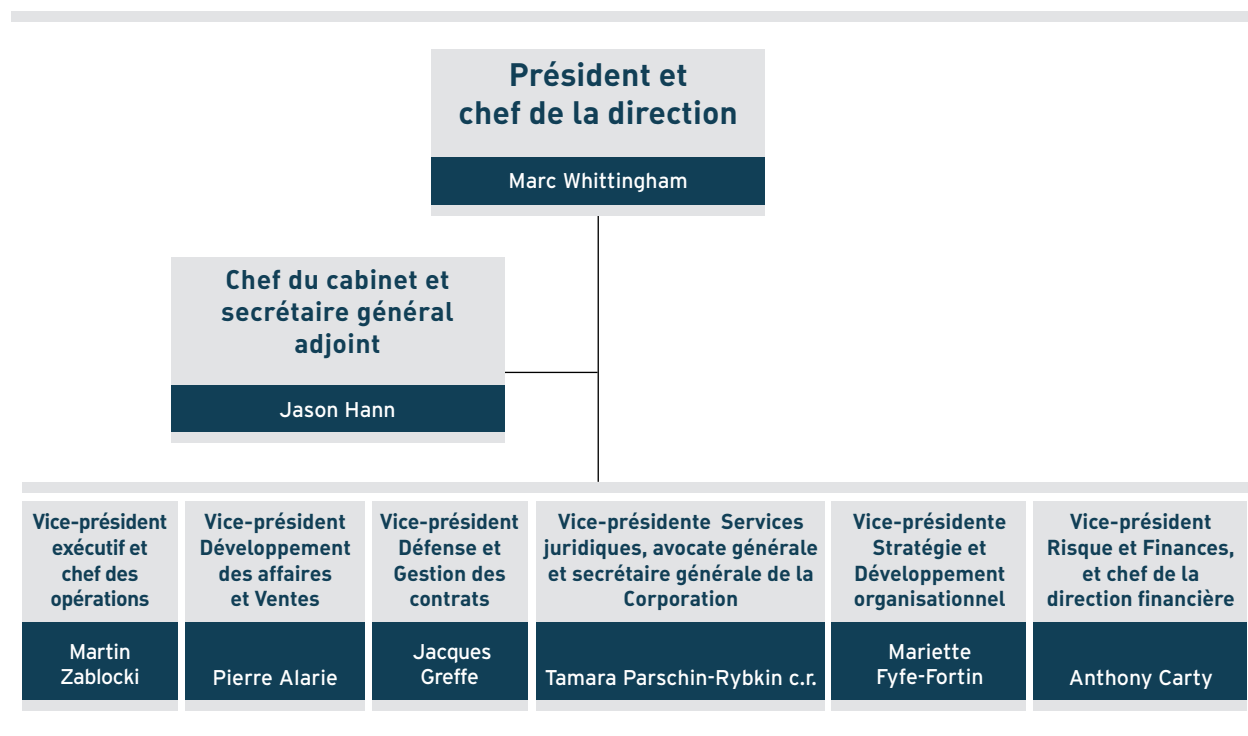 Président et
chef de la direction
Marc Whittingham
Chef du cabinet et
secrétaire général
adjoint
Jason Hann
Vice-président
exécutif et
chef des
opérations
Martin
Zablocki
Vice-président
Développement
des affaires
et Ventes
Pierre Alarie
Vice-président
Défense et
Gestion des
contrats
Jacques
Greffe
Vice-présidente Services
juridiques, avocate générale
et secrétaire générale de la
Corporation
Tamara Parschin-Rybkin c.r.
Vice-présidente
Stratégie et
Développement
organisationnel
Mariette
Fyfe-Fortin
Vice-président
Risque et Finances,
et chef de la
direction financière
Anthony Carty